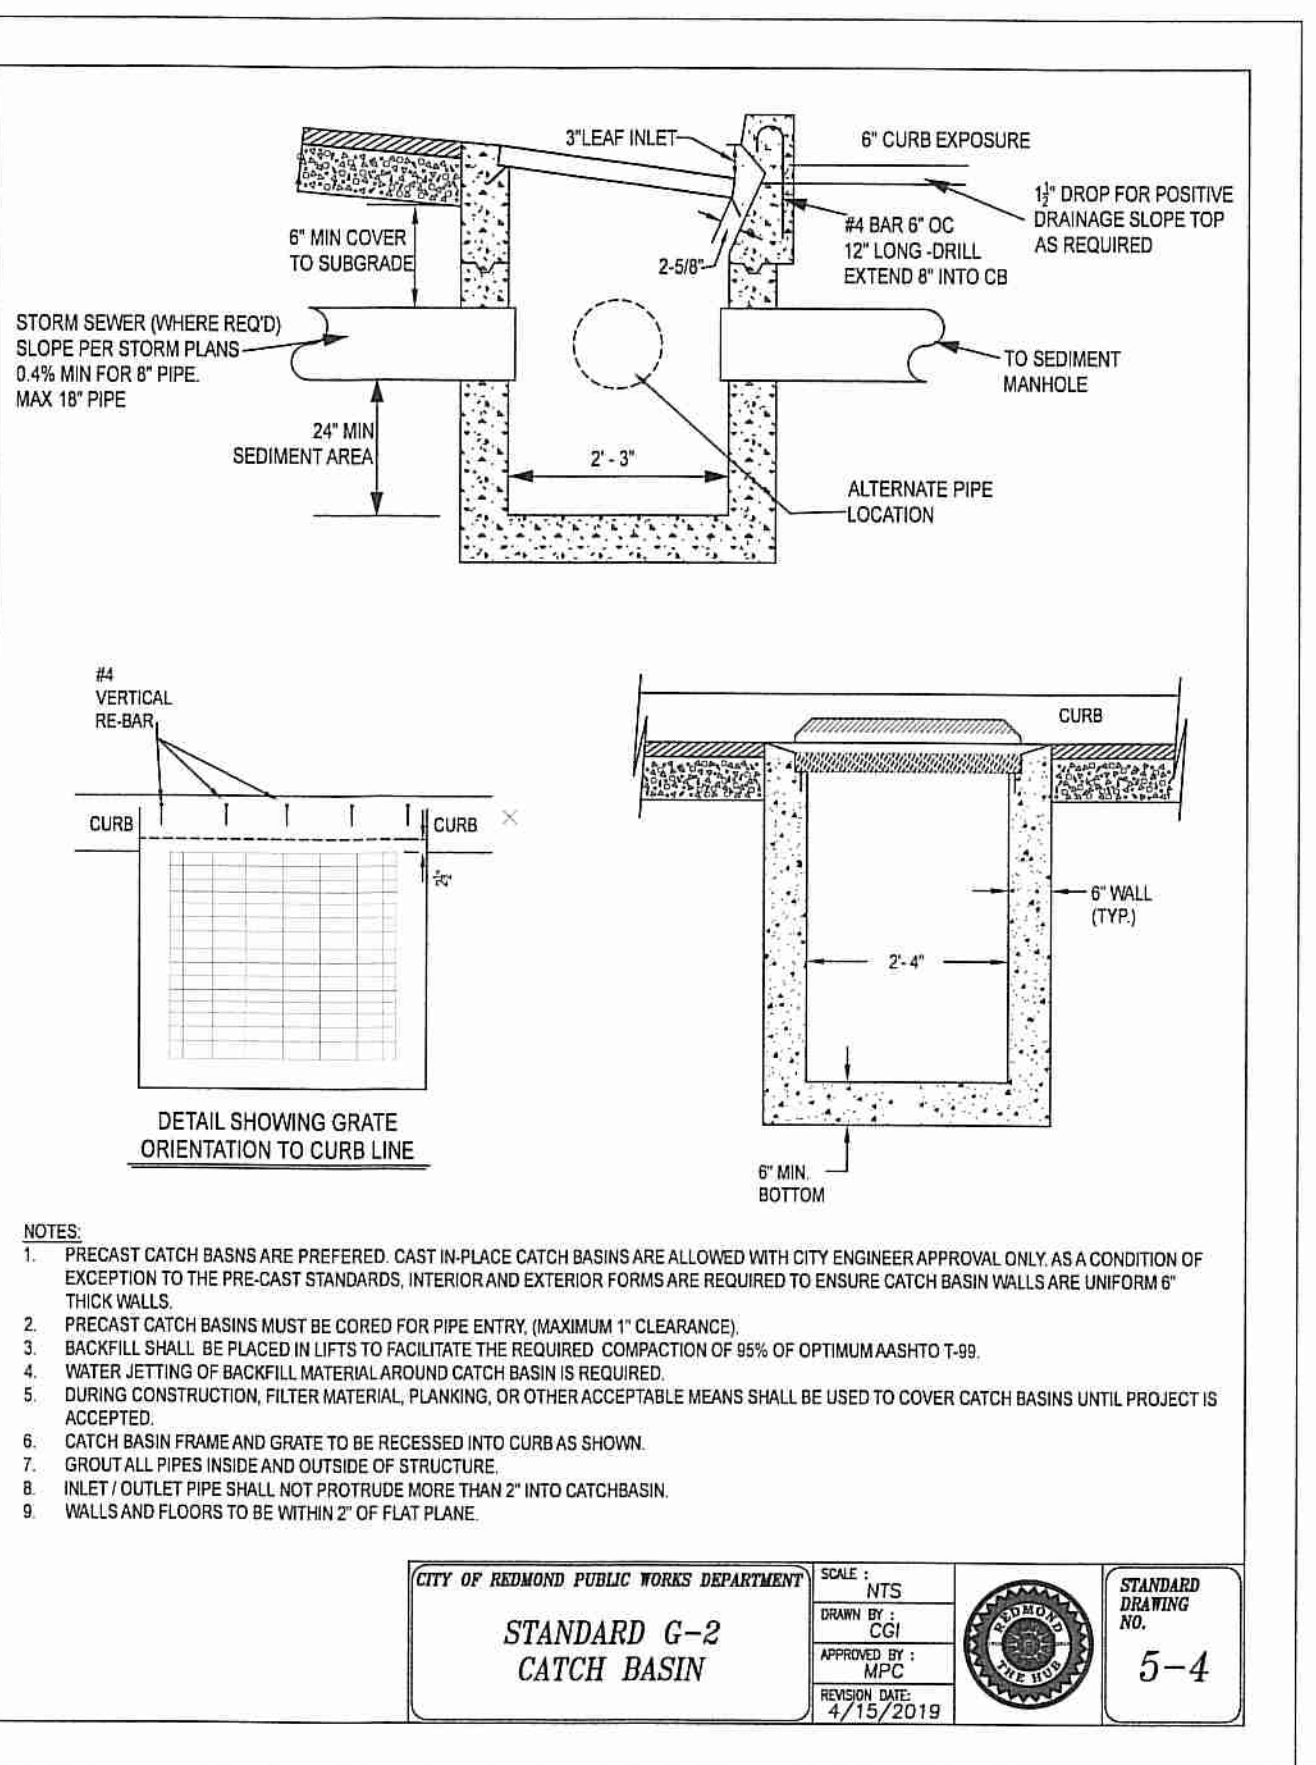 3"LEAF INLET
6" CURB EXPOSURE
1½" DROP FOR POSITIVE
DRAINAGE SLOPE TOP
AS REQUIRED
#4 BAR 6" OC
12" LONG -DRILL
EXTEND 8" INTO CB
6" MIN COVER
TO SUBGRADE
2-5/8"
STORM SEWER (WHERE REQ'D)
SLOPE PER STORM PLANS
0.4% MIN FOR 8" PIPE.
MAX 18" PIPE
TO SEDIMENT
MANHOLE
24" MIN
SEDIMENT AREA
2' - 3"
ALTERNATE PIPE
LOCATION
#4
VERTICAL
RE-BAR
CURB
CURB
2½"
DETAIL SHOWING GRATE
ORIENTATION TO CURB LINE
CURB
6" WALL
(TYP.)
2'- 4"
6" MIN.
BOTTOM
NOTES:
1. PRECAST CATCH BASNS ARE PREFERED. CAST IN-PLACE CATCH BASINS ARE ALLOWED WITH CITY ENGINEER APPROVAL ONLY. AS A CONDITION OF
EXCEPTION TO THE PRE-CAST STANDARDS, INTERIOR AND EXTERIOR FORMS ARE REQUIRED TO ENSURE CATCH BASIN WALLS ARE UNIFORM 6"
THICK WALLS.
2. PRECAST CATCH BASINS MUST BE CORED FOR PIPE ENTRY, (MAXIMUM 1" CLEARANCE).
3. BACKFILL SHALL BE PLACED IN LIFTS TO FACILITATE THE REQUIRED COMPACTION OF 95% OF OPTIMUM AASHTO T-99.
4. WATER JETTING OF BACKFILL MATERIAL AROUND CATCH BASIN IS REQUIRED.
5. DURING CONSTRUCTION, FILTER MATERIAL, PLANKING, OR OTHER ACCEPTABLE MEANS SHALL BE USED TO COVER CATCH BASINS UNTIL PROJECT IS
ACCEPTED.
6. CATCH BASIN FRAME AND GRATE TO BE RECESSED INTO CURB AS SHOWN.
7. GROUT ALL PIPES INSIDE AND OUTSIDE OF STRUCTURE.
8. INLET / OUTLET PIPE SHALL NOT PROTRUDE MORE THAN 2" INTO CATCHBASIN.
9. WALLS AND FLOORS TO BE WITHIN 2" OF FLAT PLANE.
CITY OF REDMOND PUBLIC WORKS DEPARTMENT
STANDARD G-2
CATCH BASIN
SCALE :
NTS
DRAWN BY :
CGI
APPROVED BY :
MPC
REVISION DATE:
4/15/2019
REDMOND
THE HUB
STANDARD
DRAWING
NO.
5-4